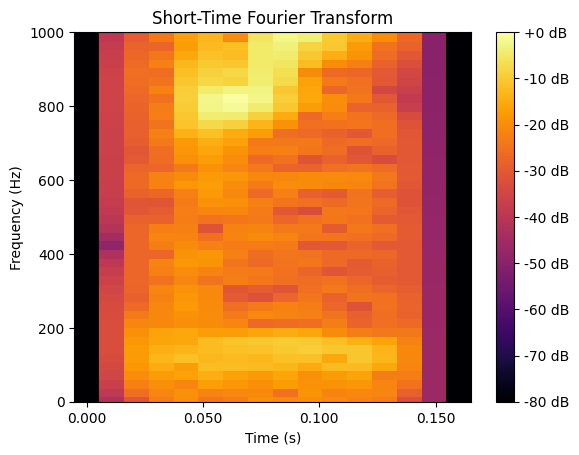 Short-Time Fourier Transform
Frequency (Hz)
1000
800
600
400
200
0
0.000
0.050
0.100
0.150
Time (s)
+0 dB
-10 dB
-20 dB
-30 dB
-40 dB
-50 dB
-60 dB
-70 dB
-80 dB